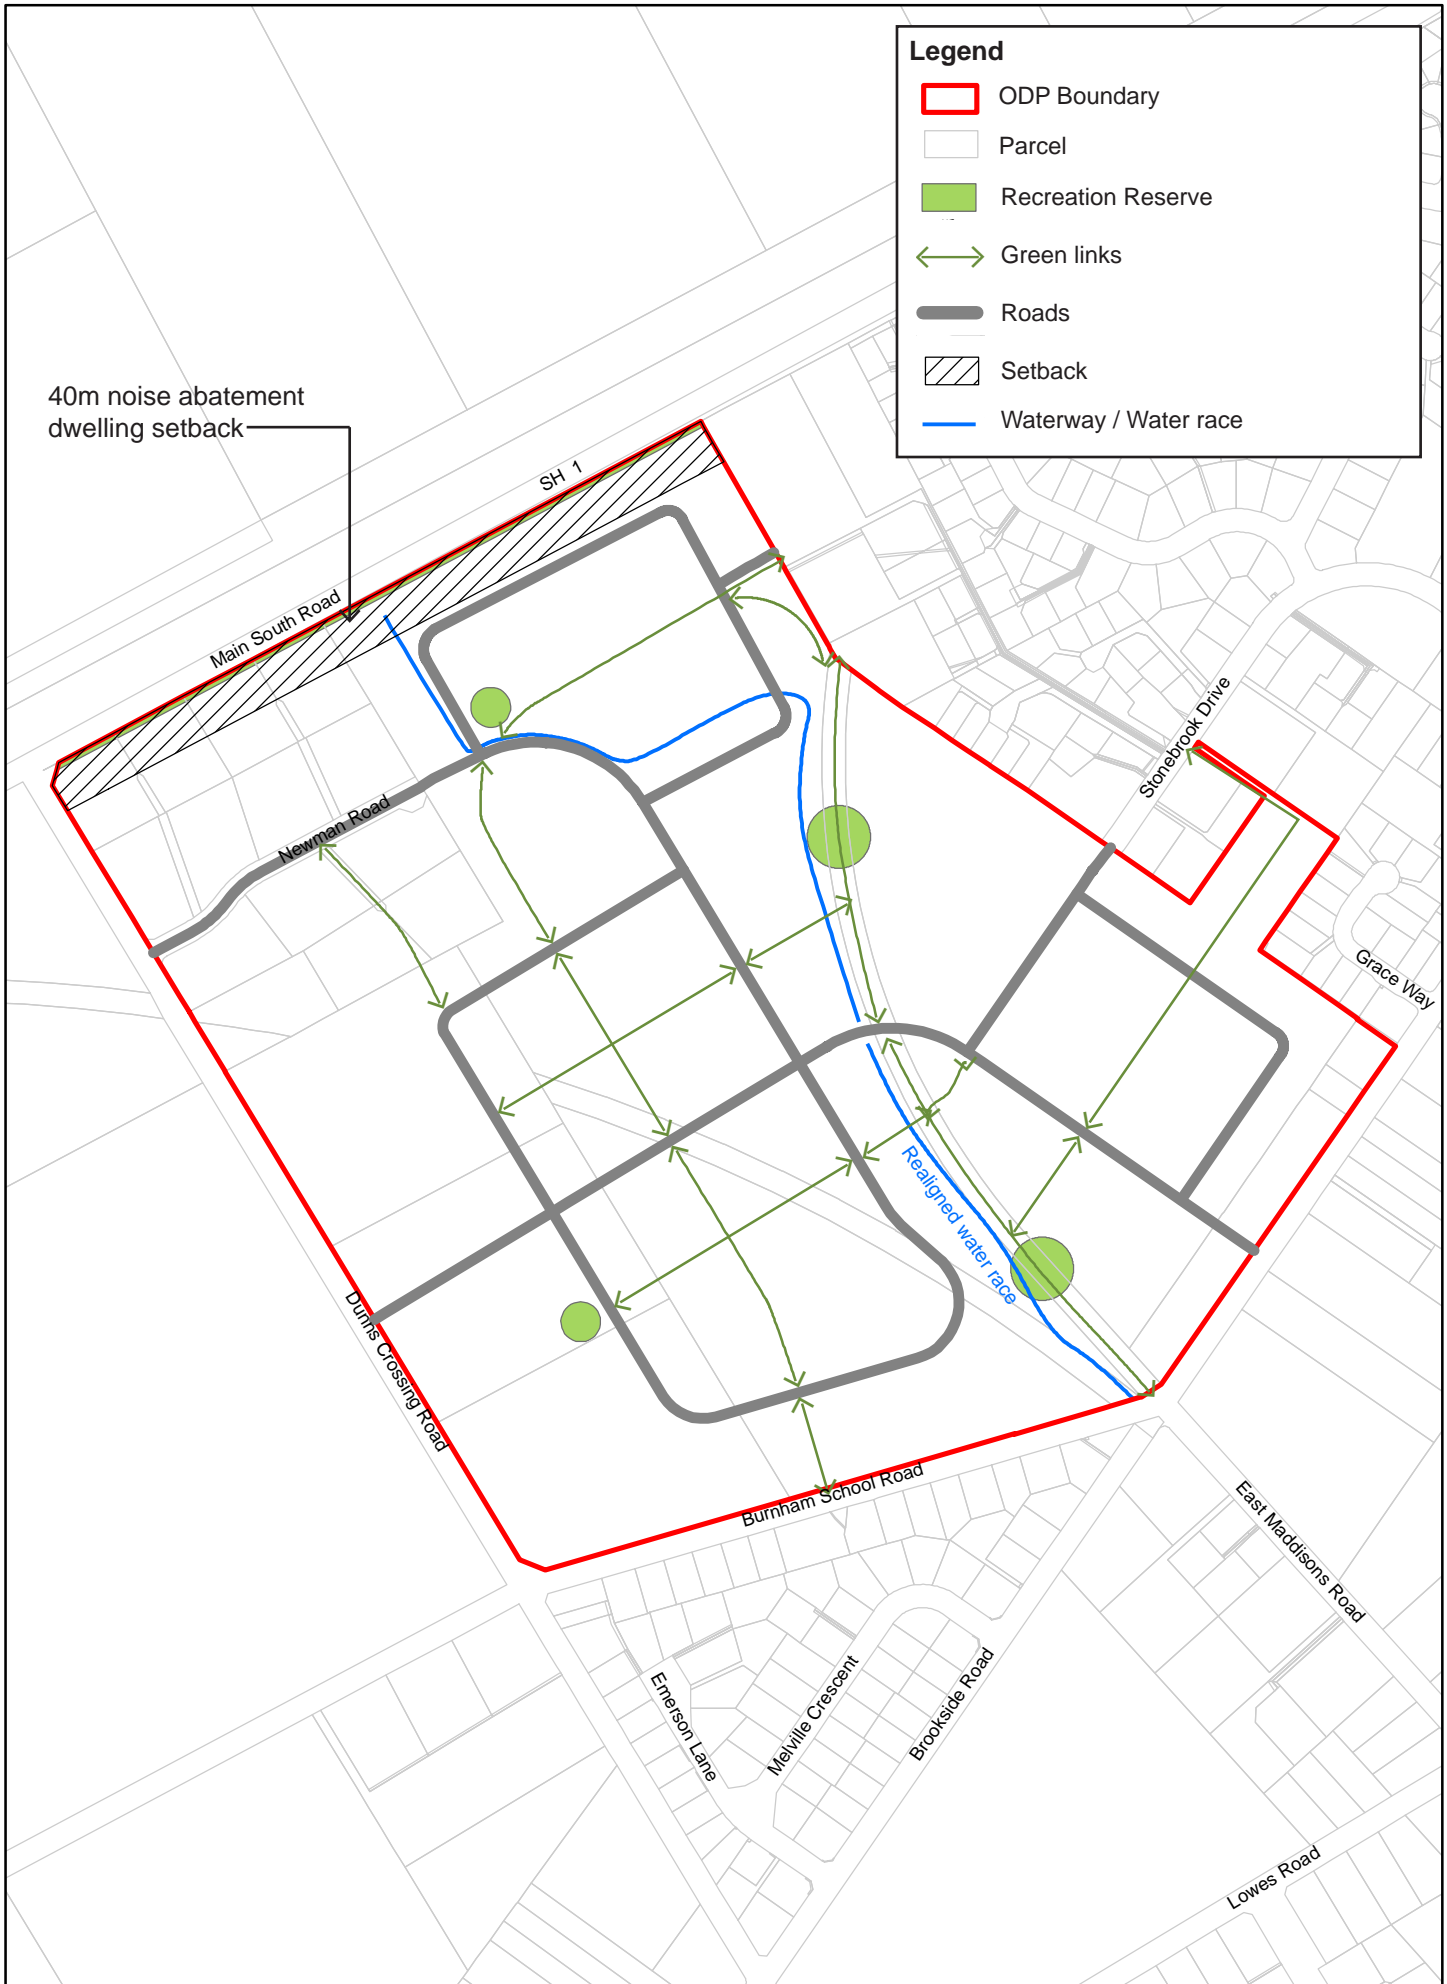 Legend
ODP Boundary
Parcel
Recreation Reserve
Green links
Roads
Setback
Waterway / Water race
40m noise abatement
dwelling setback
SH 1
Main South Road
Newman Road
Stonebrook Drive
Grace Way
Realigned water race
Dunns Crossing Road
Burnham School Road
East Maddisons Road
Emerson Lane
Melville Crescent
Brookside Road
Lowes Road